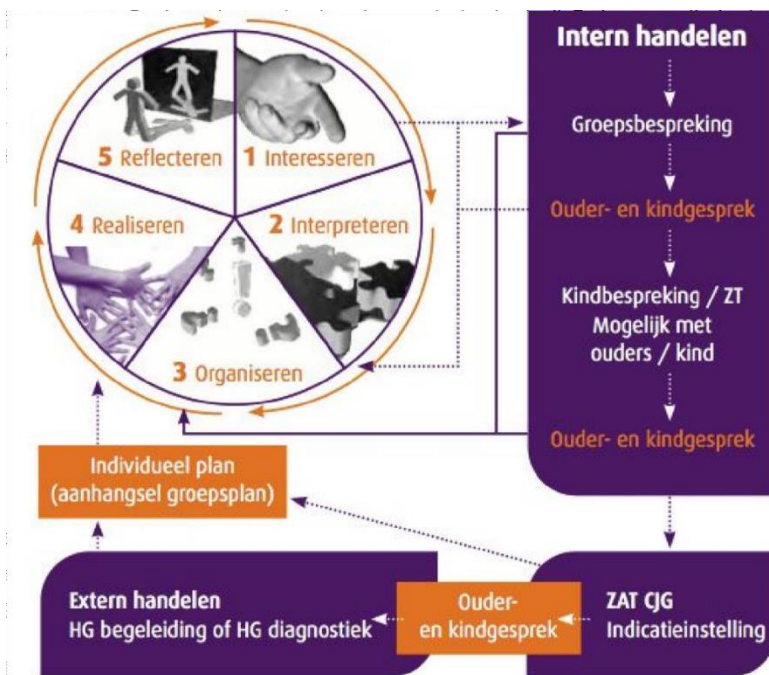 Intern handelen
Groepsbespreking
Ouder- en kindgesprek
Kindbespreking / ZT
Mogelijk met
ouders / kind
Ouder- en kindgesprek
5 Reflecteren
1 Interesseren
4 Realiseren
2 Interpreteren
3 Organiseren
Individueel plan
(aanhangsel groepsplan)
Extern handelen
HG begeleiding of HG diagnostiek
Ouder-
en kindgesprek
ZAT CJG
Indicatieinstelling